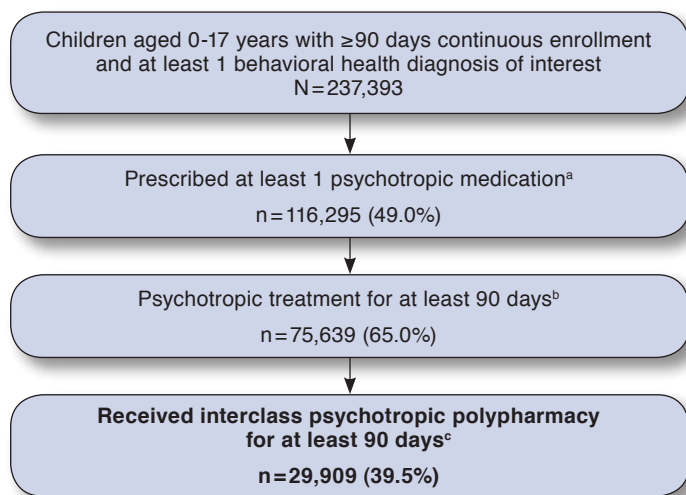 Children aged 0-17 years with ≥90 days continuous enrollment
and at least 1 behavioral health diagnosis of interest
N=237,393
Prescribed at least 1 psychotropic medicationᵃ
n=116,295 (49.0%)
Psychotropic treatment for at least 90 daysᵇ
n=75,639 (65.0%)
Received interclass psychotropic polypharmacy
for at least 90 daysᶜ
n=29,909 (39.5%)